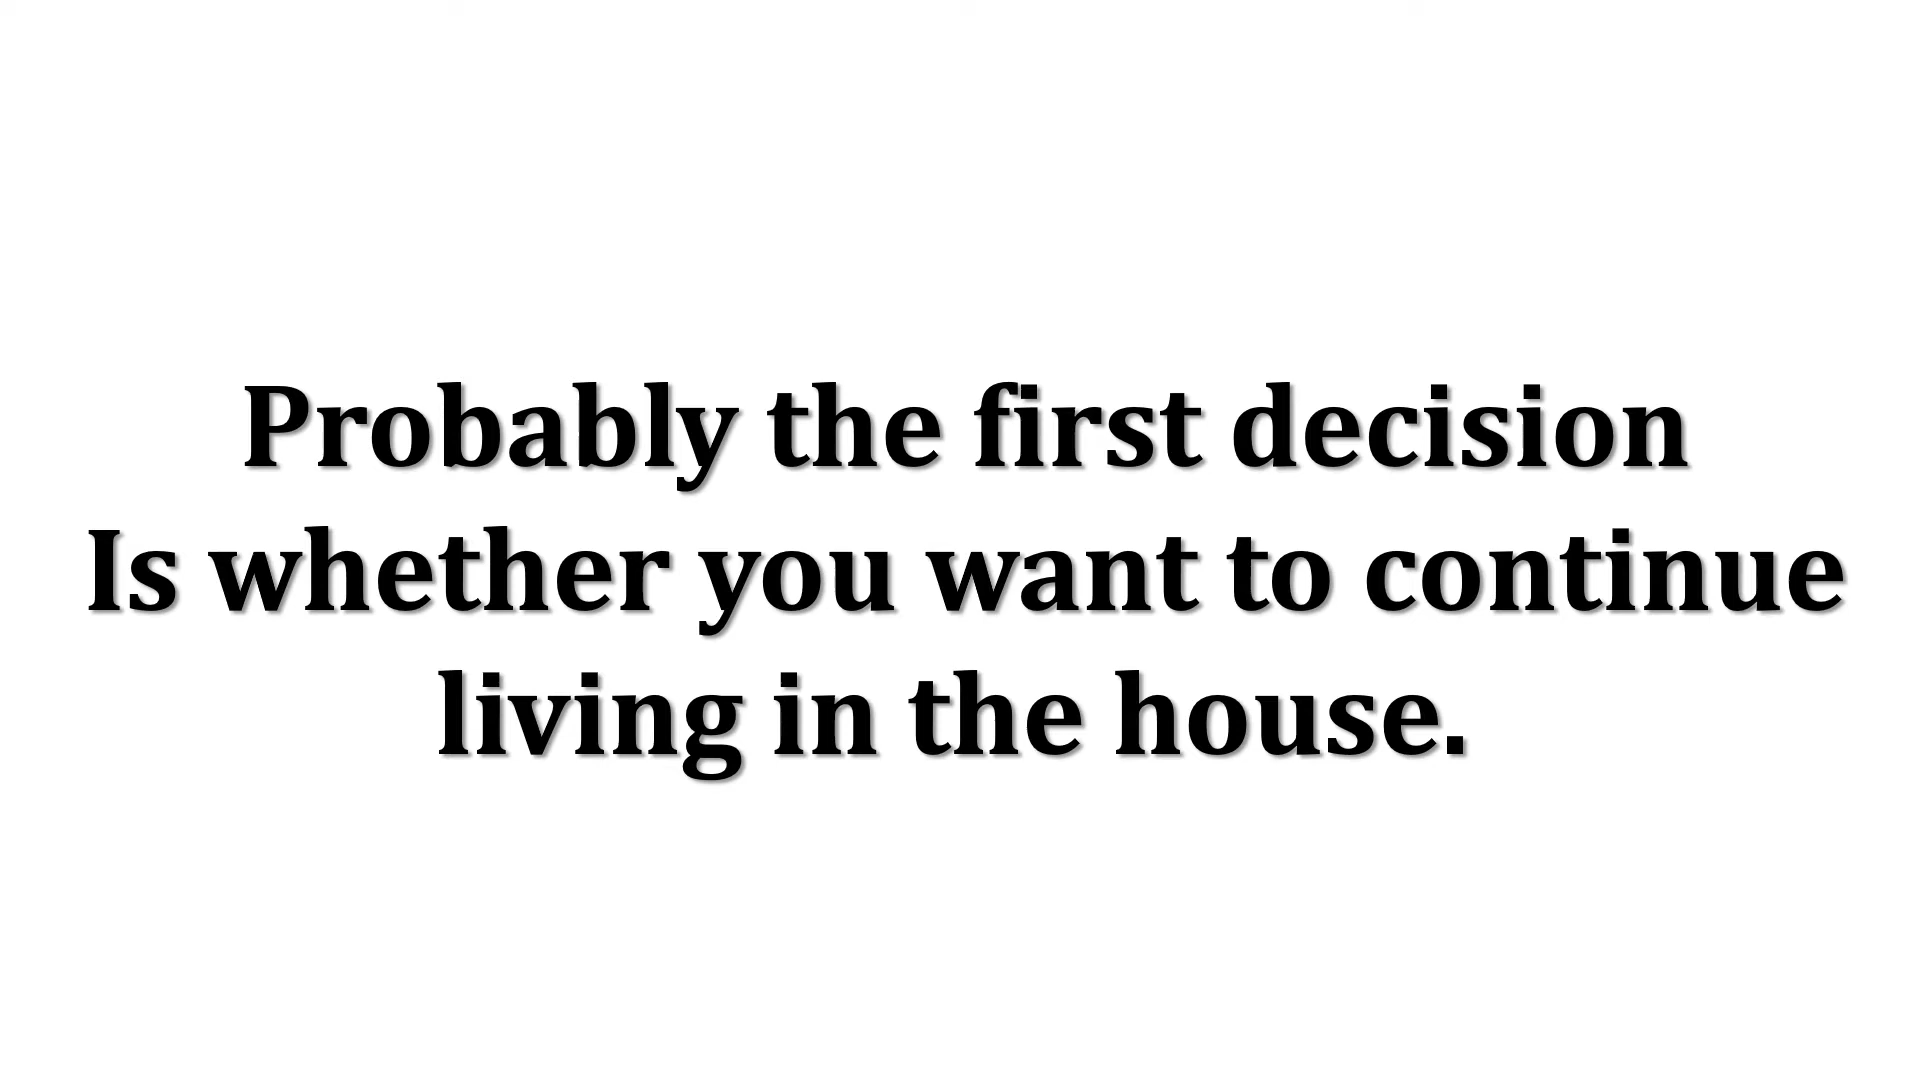 Probably the first decision
Is whether you want to continue
living in the house.